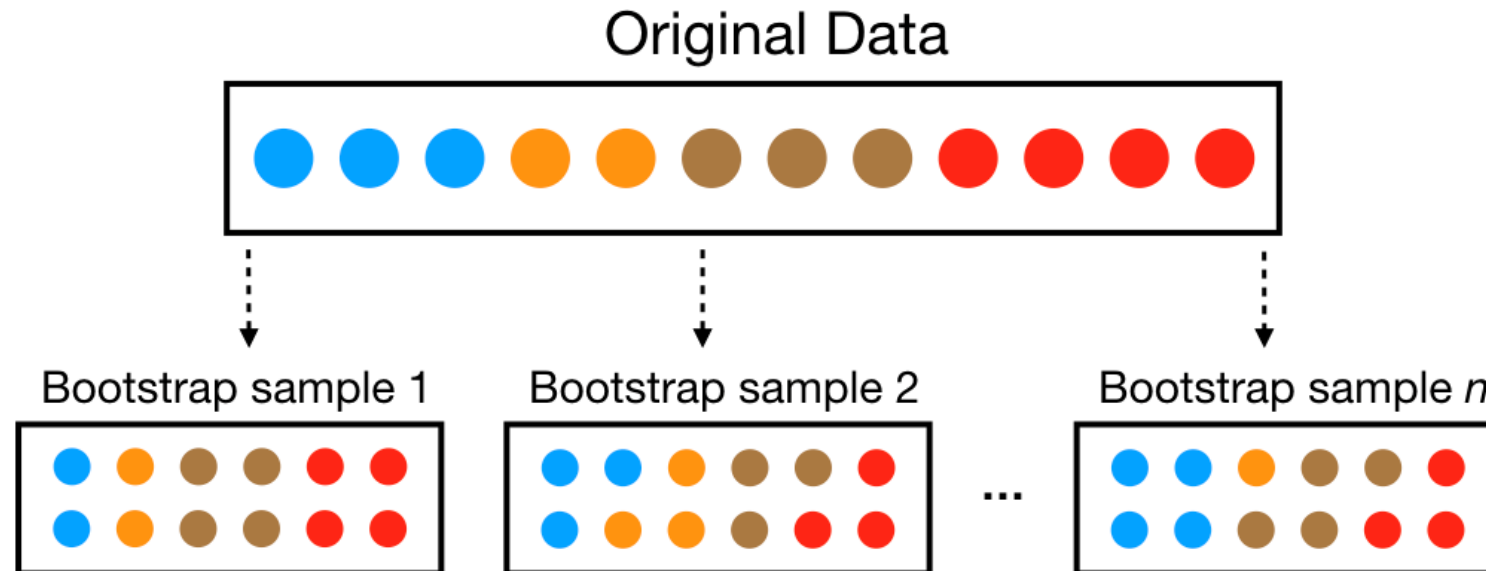 Original Data
Bootstrap sample 1
Bootstrap sample 2
...
Bootstrap sample n